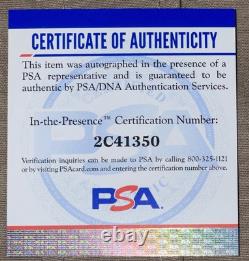 CERTIFICATE OF AUTHENTICITY
This item was autographed in the presence of a
PSA representative and is guaranteed to be
authentic by PSA/DNA Authentication Services.
In-the-Presence™ Certification Number:
2C41350
Verification inquiries can be made to PSA by calling 800-325-1121
or by visiting PSAcard.com and entering the certification number above.
PSA